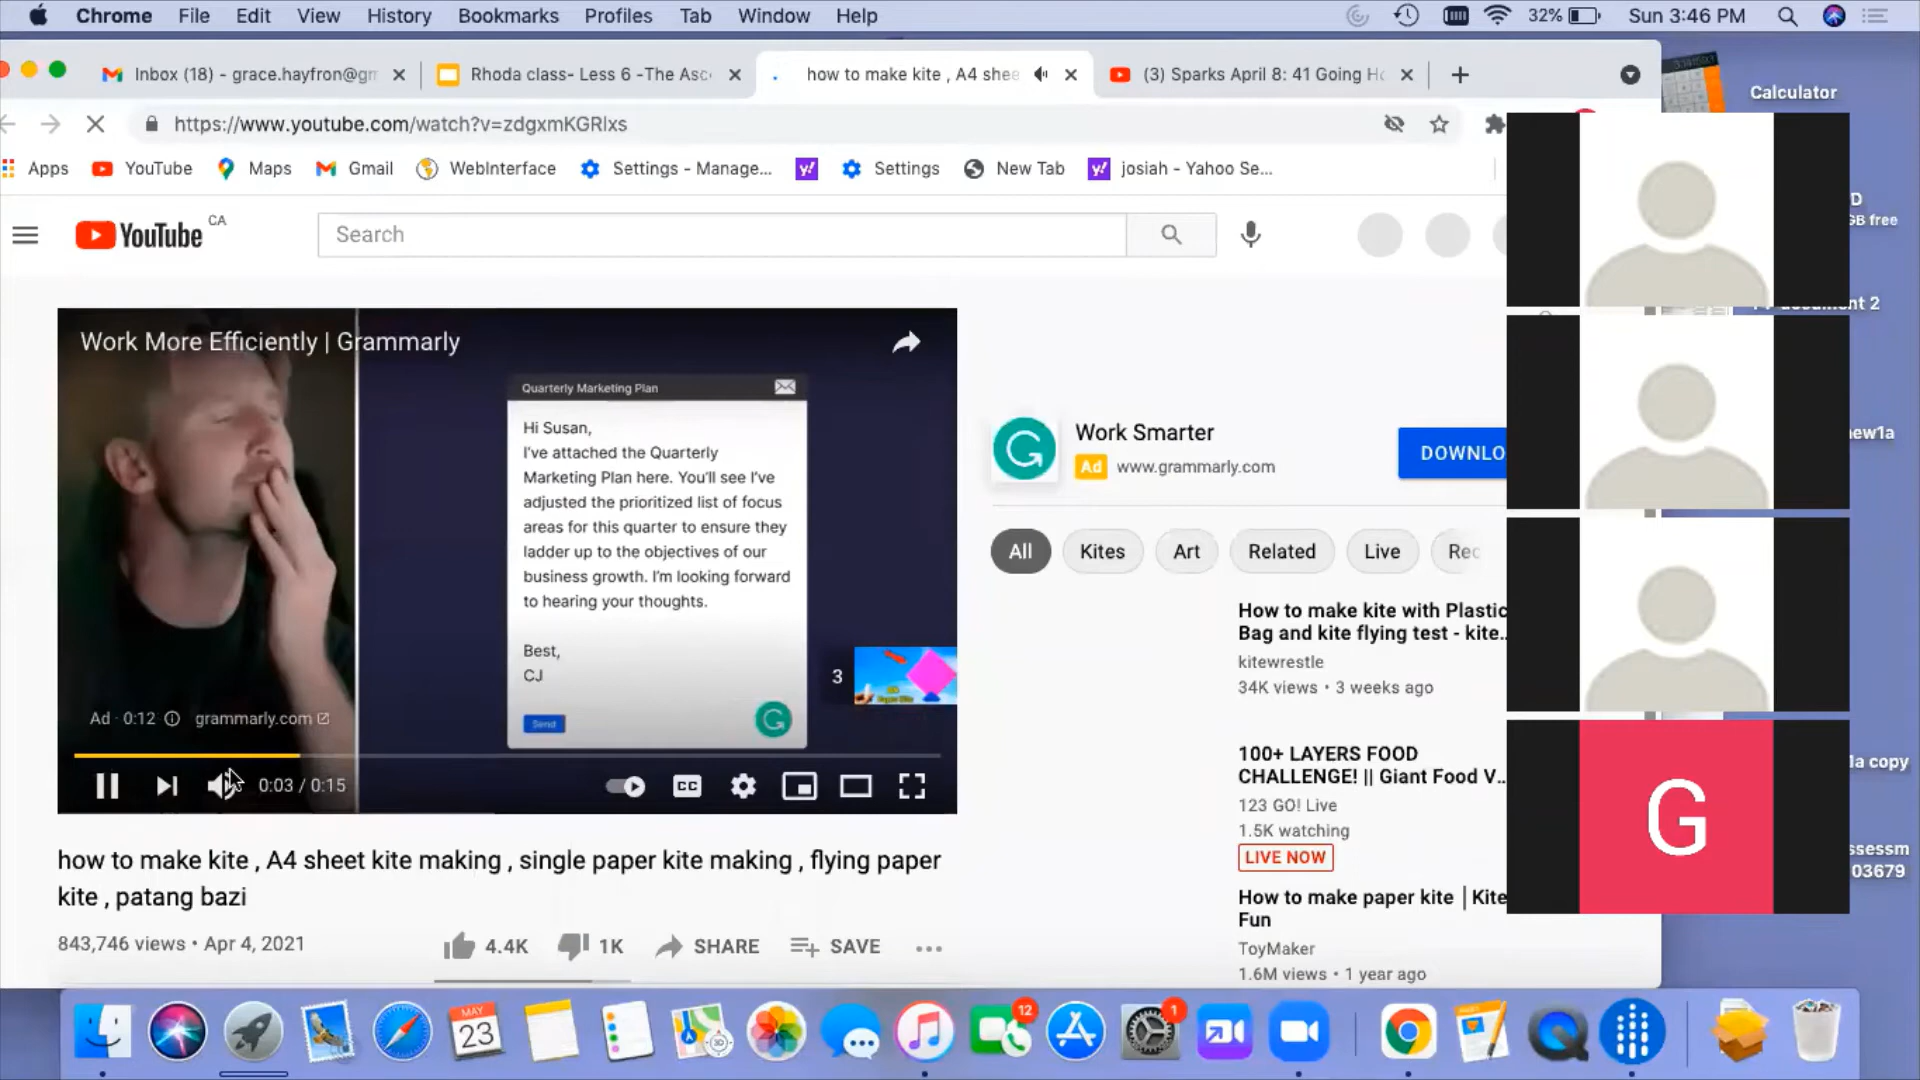 Chrome File Edit View History Bookmarks Profiles Tab Window Help 32% Sun 3:46 PM
Inbox (18) - grace.hayfron@gm Rhoda class- Less 6 -The Asc how to make kite , A4 shee (3) Sparks April 8: 41 Going H
Calculator
https://www.youtube.com/watch?v=zdgxmKGRlxs
Apps YouTube Maps Gmail WebInterface Settings - Manage... y! Settings New Tab y! josiah - Yahoo Se...
D
GB free
YouTube CA
Search
nt 2
Work More Efficiently | Grammarly
Quarterly Marketing Plan
Hi Susan,
I've attached the Quarterly
Marketing Plan here. You'll see I've
adjusted the prioritized list of focus
areas for this quarter to ensure they
ladder up to the objectives of our
business growth. I'm looking forward
to hearing your thoughts.
Best,
CJ
Send
3
Ad · 0:12 grammarly.com
0:03 / 0:15
CC
Work Smarter
Ad www.grammarly.com
DOWNLO
ew1a
All Kites Art Related Live Rec
How to make kite with Plastic
Bag and kite flying test - kite...
kitewrestle
34K views • 3 weeks ago
100+ LAYERS FOOD
CHALLENGE! || Giant Food V...
123 GO! Live
1.5K watching
LIVE NOW
How to make paper kite | Kite
Fun
ToyMaker
1.6M views • 1 year ago
G
a copy
ssessm
03679
how to make kite , A4 sheet kite making , single paper kite making , flying paper
kite , patang bazi
843,746 views • Apr 4, 2021
4.4K 1K SHARE SAVE
MAY
23
12
1